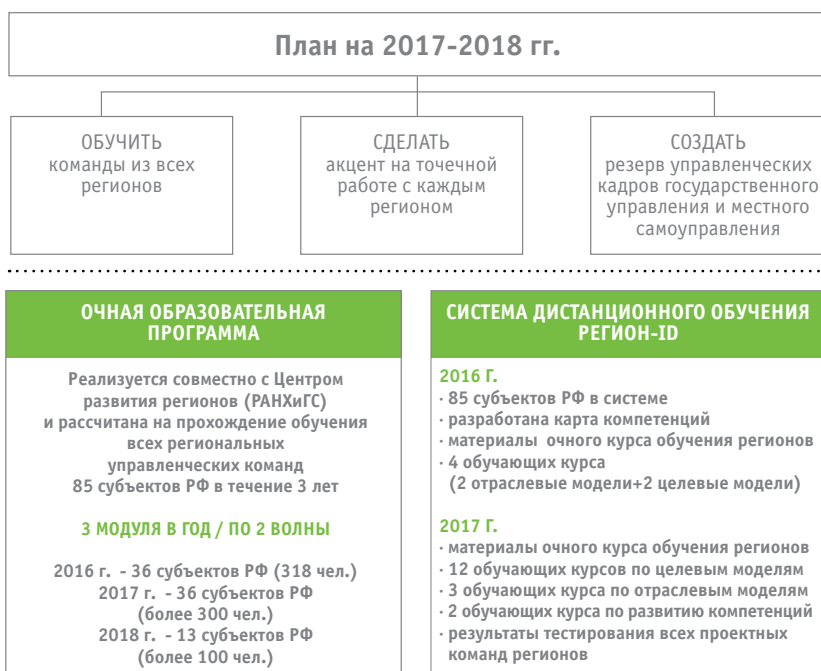 План на 2017-2018 гг.
ОБУЧИТЬ
команды из всех
регионов
СДЕЛАТЬ
акцент на точечной
работе с каждым
регионом
СОЗДАТЬ
резерв управленческих
кадров государственного
управления и местного
самоуправления
ОЧНАЯ ОБРАЗОВАТЕЛЬНАЯ
ПРОГРАММА
Реализуется совместно с Центром
развития регионов (РАНХиГС)
и рассчитана на прохождение обучения
всех региональных
управленческих команд
85 субъектов РФ в течение 3 лет
3 МОДУЛЯ В ГОД / ПО 2 ВОЛНЫ
2016 г. - 36 субъектов РФ (318 чел.)
2017 г. - 36 субъектов РФ
(более 300 чел.)
2018 г. - 13 субъектов РФ
(более 100 чел.)
СИСТЕМА ДИСТАНЦИОННОГО ОБУЧЕНИЯ
РЕГИОН-ID
2016 Г.
· 85 субъектов РФ в системе
· разработана карта компетенций
· материалы очного курса обучения регионов
· 4 обучающих курса
(2 отраслевые модели+2 целевые модели)
2017 Г.
· материалы очного курса обучения регионов
· 12 обучающих курсов по целевым моделям
· 3 обучающих курса по отраслевым моделям
· 2 обучающих курса по развитию компетенций
· результаты тестирования всех проектных
команд регионов